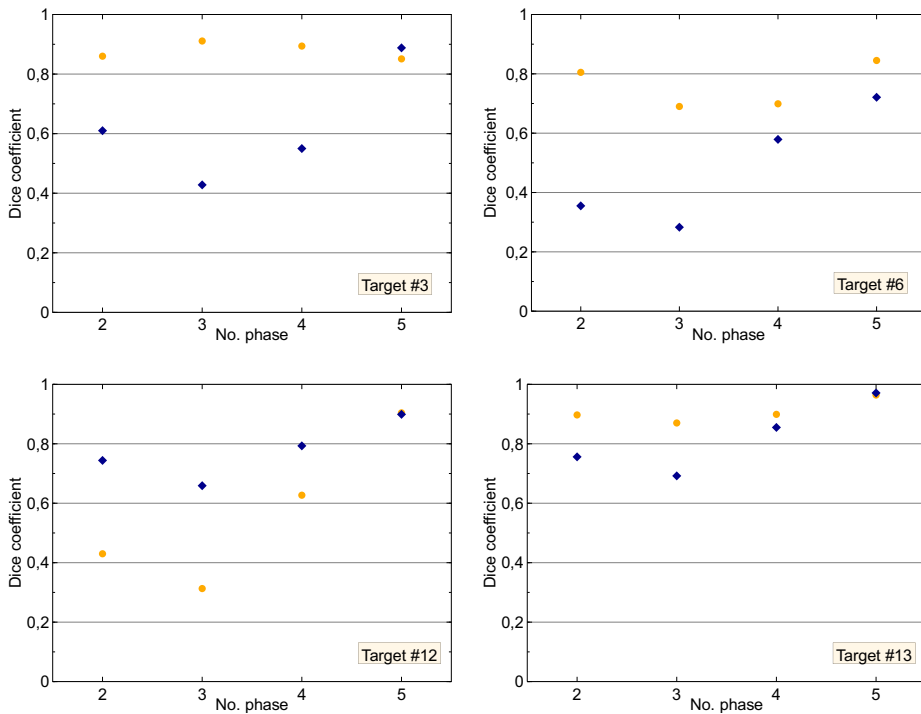 1
0,8
0,6
0,4
0,2
0
Dice coefficient
2 3 4 5
No. phase
Target #3
1
0,8
0,6
0,4
0,2
0
Dice coefficient
2 3 4 5
No. phase
Target #6
1
0,8
0,6
0,4
0,2
0
Dice coefficient
2 3 4 5
No. phase
Target #12
1
0,8
0,6
0,4
0,2
0
Dice coefficient
2 3 4 5
No. phase
Target #13